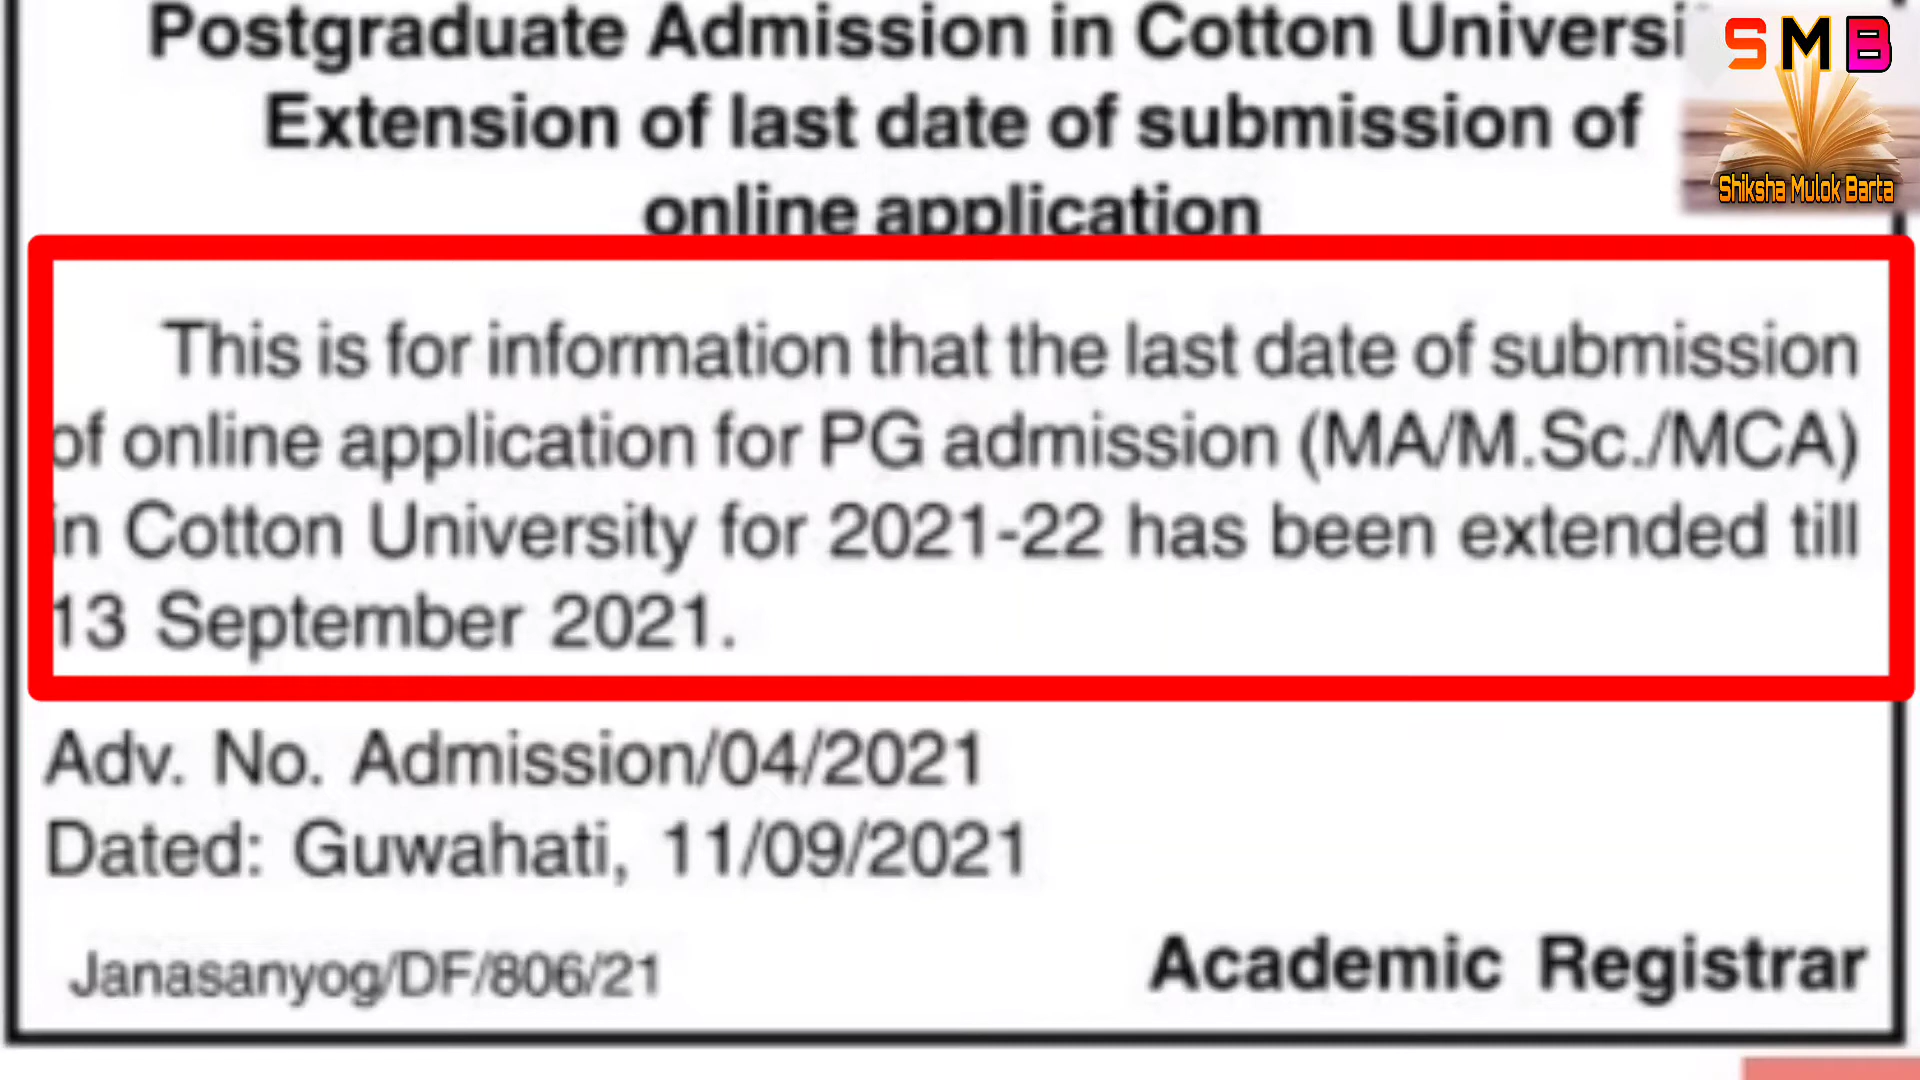 Postgraduate Admission in Cotton
Extension of last date of submission of
online application
This is for information that the last date of submission
of online application for PG admission (MA/M.Sc./MCA)
in Cotton University for 2021-22 has been extended till
13 September 2021.
Adv. No. Admission/04/2021
Dated: Guwahati, 11/09/2021
Janasanyog/DF/806/21
Academic Registrar
SMB
Shiksha Mulok Barta